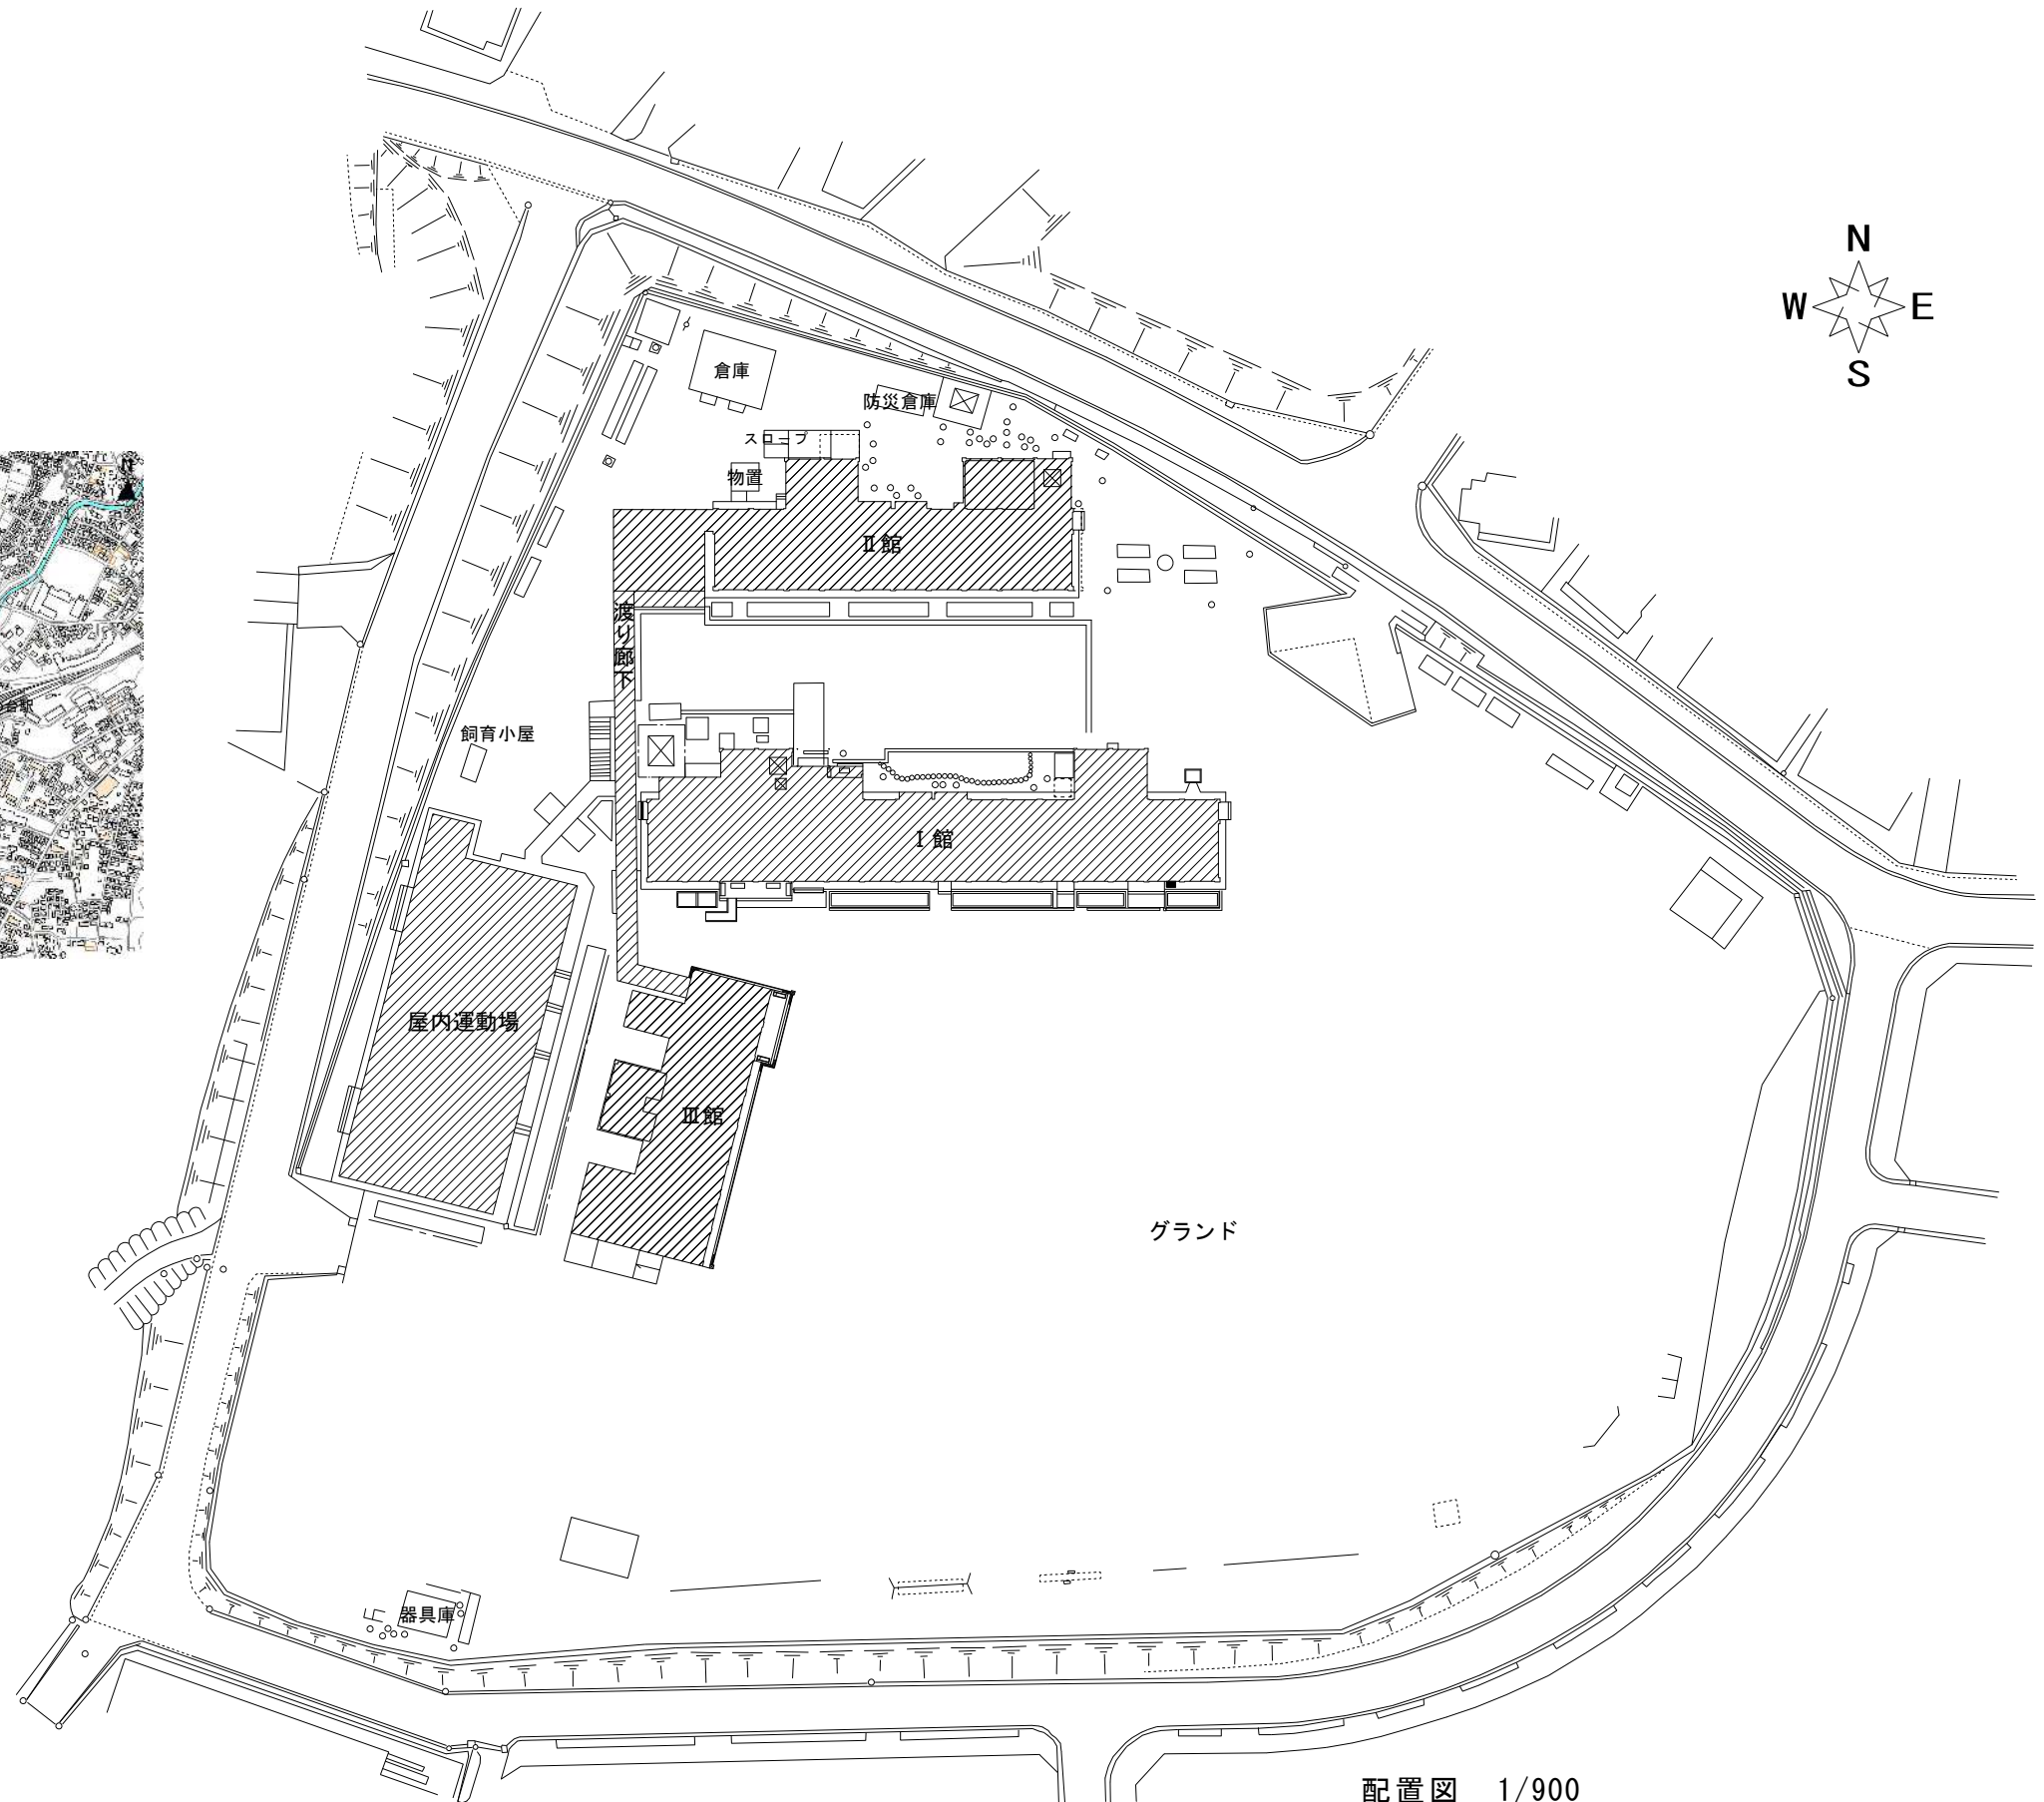 N
W E
S
倉庫
防災倉庫
スロープ
物置
Ⅱ館
渡り廊下
飼育小屋
Ⅰ館
屋内運動場
Ⅲ館
グランド
器具庫
配置図 1/900
N
台駅